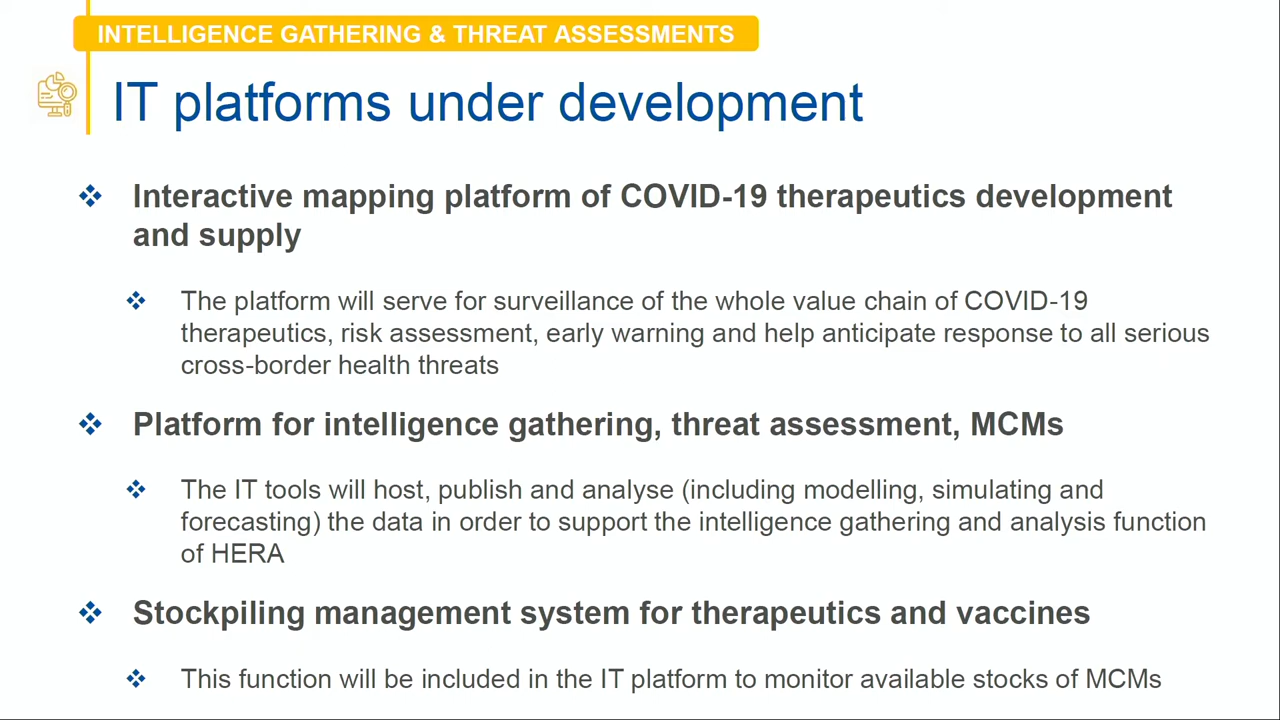 INTELLIGENCE GATHERING & THREAT ASSESSMENTS
IT platforms under development
Interactive mapping platform of COVID-19 therapeutics development
and supply
The platform will serve for surveillance of the whole value chain of COVID-19
therapeutics, risk assessment, early warning and help anticipate response to all serious
cross-border health threats
Platform for intelligence gathering, threat assessment, MCMs
The IT tools will host, publish and analyse (including modelling, simulating and
forecasting) the data in order to support the intelligence gathering and analysis function
of HERA
Stockpiling management system for therapeutics and vaccines
This function will be included in the IT platform to monitor available stocks of MCMs